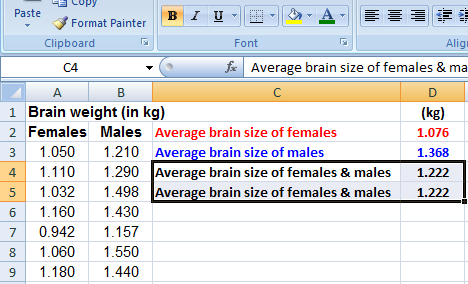 Paste
Format Painter
B I U A
Clipboard Font Alig
C4 fx Average brain size of females & ma
A B C D
1 Brain weight (in kg) (kg)
2 Females Males Average brain size of females 1.076
3 1.050 1.210 Average brain size of males 1.368
4 1.110 1.290 Average brain size of females & males 1.222
5 1.032 1.498 Average brain size of females & males 1.222
6 1.160 1.430
7 0.942 1.157
8 1.060 1.550
9 1.180 1.440